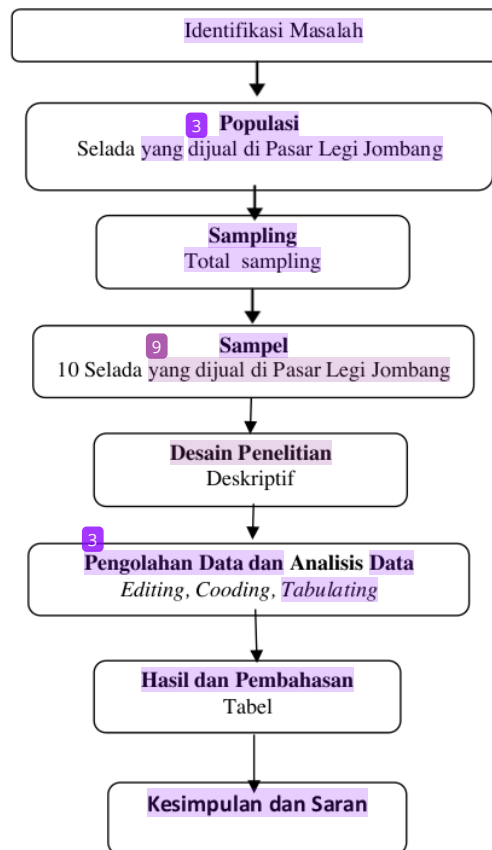 Identifikasi Masalah
Populasi
3
Selada yang dijual di Pasar Legi Jombang
Sampling
Total sampling
9
Sampel
10 Selada yang dijual di Pasar Legi Jombang
Desain Penelitian
Deskriptif
3
Pengolahan Data dan Analisis Data
Editing, Cooding, Tabulating
Hasil dan Pembahasan
Tabel
Kesimpulan dan Saran